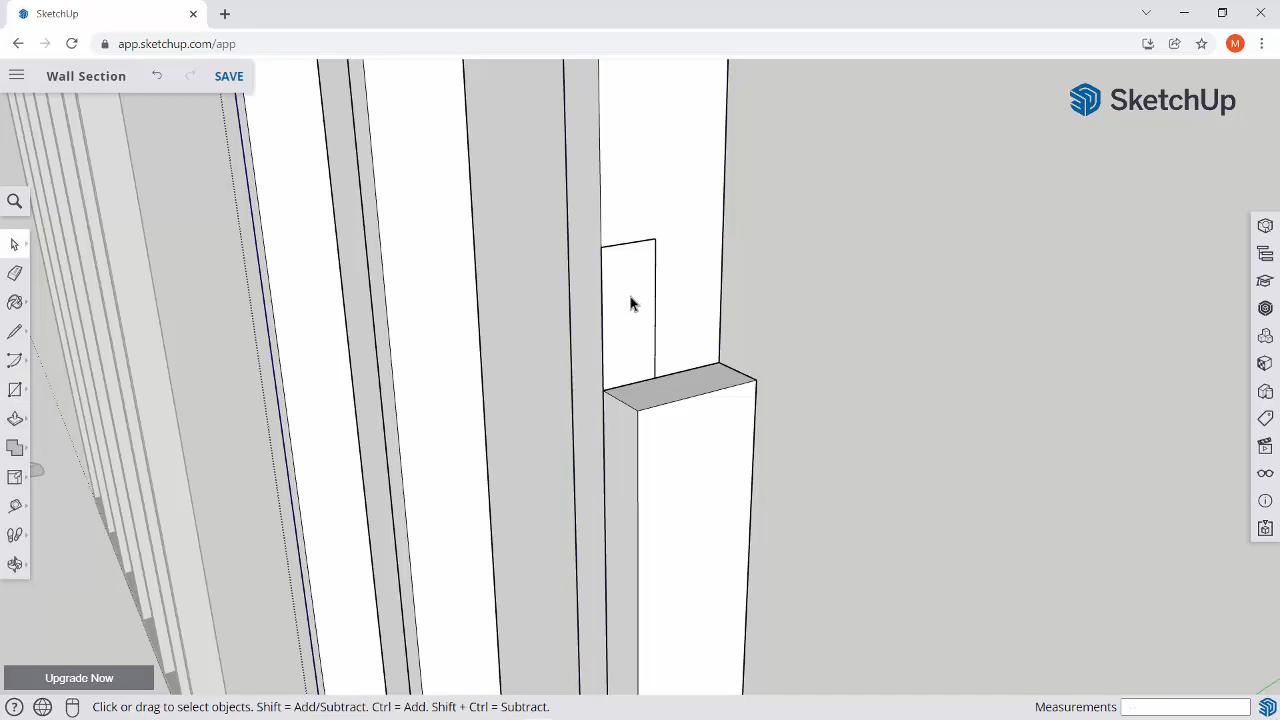 SketchUp
app.sketchup.com/app
M
Wall Section
SAVE
SketchUp
Upgrade Now
Click or drag to select objects. Shift = Add/Subtract. Ctrl = Add. Shift + Ctrl = Subtract.
Measurements